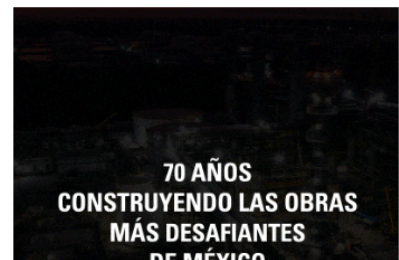 70 AÑOS
CONSTRUYENDO LAS OBRAS
MÁS DESAFIANTES
DE MÉXICO